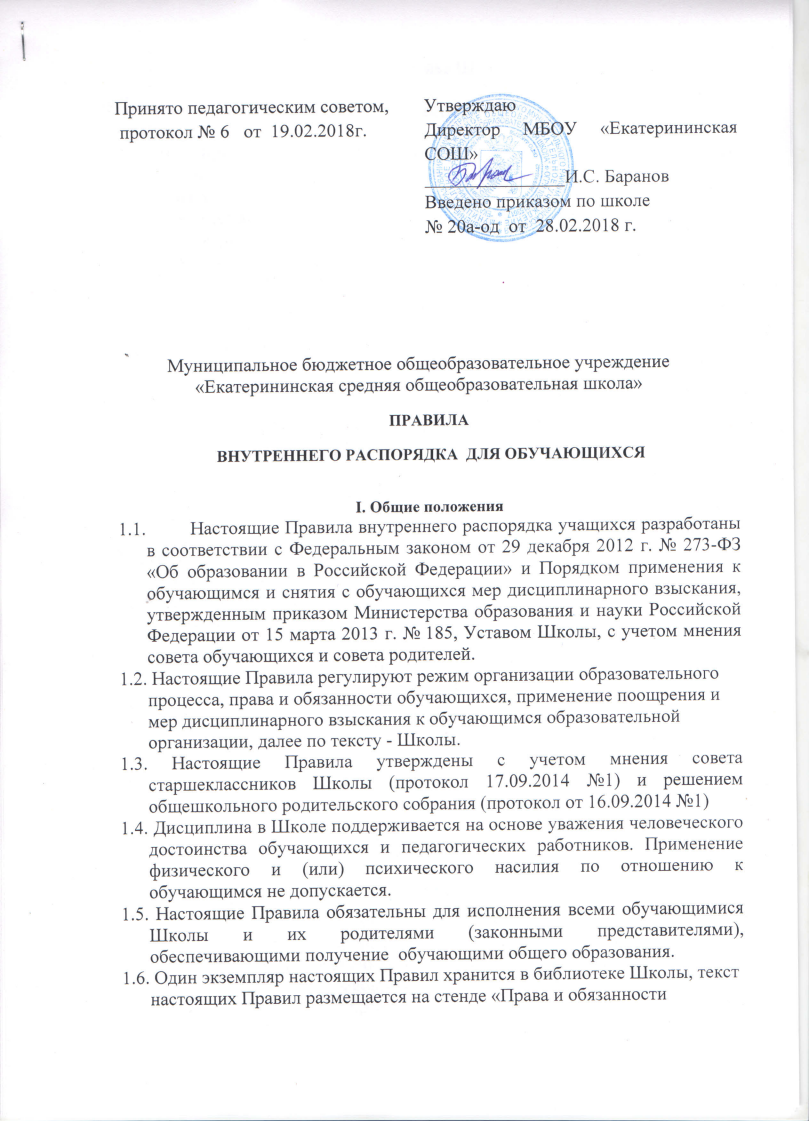 Принято педагогическим советом,
протокол № 6 от 19.02.2018г.
Утверждаю
Директор МБОУ «Екатерининская
СОШ»
_______________И.С. Баранов
Введено приказом по школе
№ 20а-од от 28.02.2018 г.
Муниципальное бюджетное общеобразовательное учреждение
«Екатерининская средняя общеобразовательная школа»
ПРАВИЛА
ВНУТРЕННЕГО РАСПОРЯДКА ДЛЯ ОБУЧАЮЩИХСЯ
I. Общие положения
1.1. Настоящие Правила внутреннего распорядка учащихся разработаны
в соответствии с Федеральным законом от 29 декабря 2012 г. № 273-ФЗ
«Об образовании в Российской Федерации» и Порядком применения к
обучающимся и снятия с обучающихся мер дисциплинарного взыскания,
утвержденным приказом Министерства образования и науки Российской
Федерации от 15 марта 2013 г. № 185, Уставом Школы, с учетом мнения
совета обучающихся и совета родителей.
1.2. Настоящие Правила регулируют режим организации образовательного
процесса, права и обязанности обучающихся, применение поощрения и
мер дисциплинарного взыскания к обучающимся образовательной
организации, далее по тексту - Школы.
1.3. Настоящие Правила утверждены с учетом мнения совета
старшеклассников Школы (протокол 17.09.2014 №1) и решением
общешкольного родительского собрания (протокол от 16.09.2014 №1)
1.4. Дисциплина в Школе поддерживается на основе уважения человеческого
достоинства обучающихся и педагогических работников. Применение
физического и (или) психического насилия по отношению к
обучающимся не допускается.
1.5. Настоящие Правила обязательны для исполнения всеми обучающимися
Школы и их родителями (законными представителями),
обеспечивающими получение обучающими общего образования.
1.6. Один экземпляр настоящих Правил хранится в библиотеке Школы, текст
настоящих Правил размещается на стенде «Права и обязанности